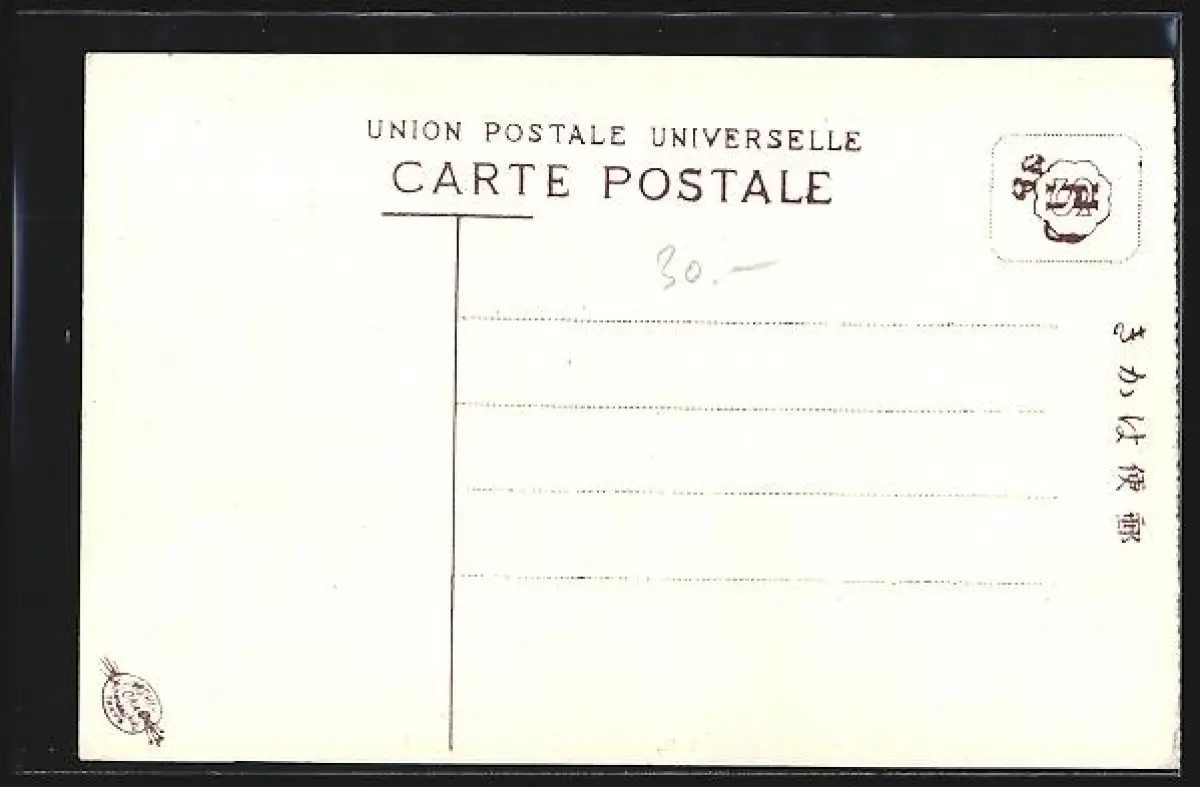 UNION POSTALE UNIVERSELLE
CARTE POSTALE
30.—
きかは便郵